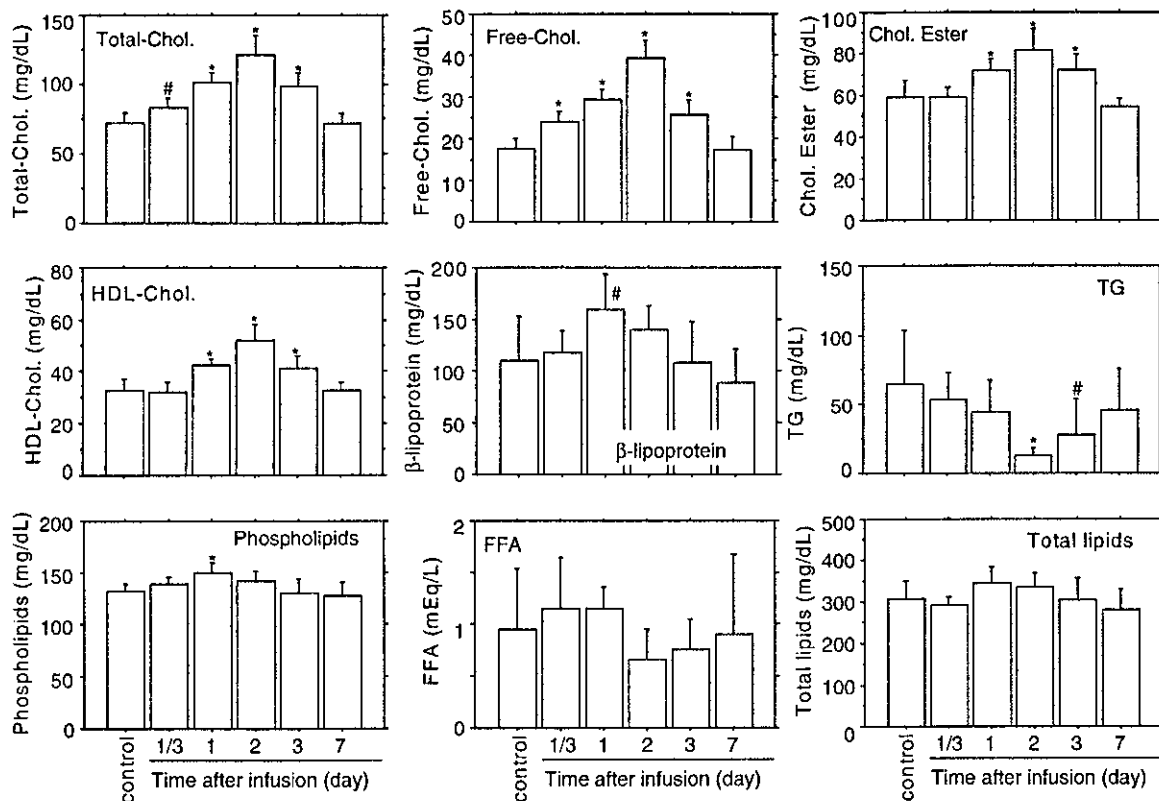 Total-Chol. (mg/dL)
150
100
50
0
Total-Chol.
#
*
*
*
Free-Chol. (mg/dL)
50
40
30
20
10
0
Free-Chol.
*
*
*
*
Chol. Ester (mg/dL)
100
80
60
40
20
0
Chol. Ester
*
*
*
HDL-Chol. (mg/dL)
80
60
40
20
0
HDL-Chol.
*
*
*
β-lipoprotein (mg/dL)
200
150
100
50
0
#
β-lipoprotein
TG (mg/dL)
150
100
50
0
TG
*
#
Phospholipids (mg/dL)
200
150
100
50
0
Phospholipids
*
control 1/3 1 2 3 7
Time after infusion (day)
FFA (mEq/L)
2
1
0
FFA
control 1/3 1 2 3 7
Time after infusion (day)
Total lipids (mg/dL)
500
400
300
200
100
0
Total lipids
control 1/3 1 2 3 7
Time after infusion (day)